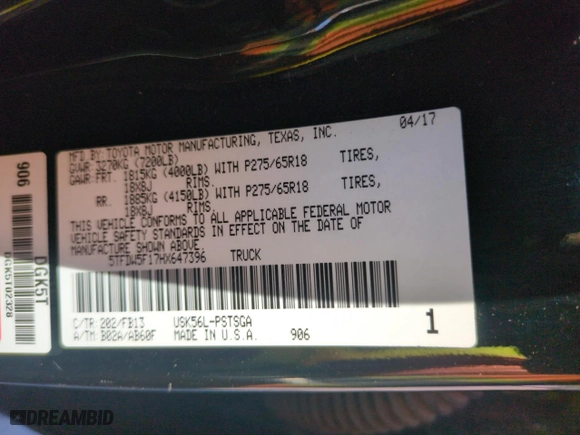 MFD. BY: TOYOTA MOTOR MANUFACTURING, TEXAS, INC. 04/17
GVWR: 3270KG (7200LB)
GAWR: FRT. 1815KG (4000LB) WITH P275/65R18 TIRES,
18X8J RIMS.
RR. 1885KG (4150LB) WITH P275/65R18 TIRES,
18X8J RIMS.
THIS VEHICLE CONFORMS TO ALL APPLICABLE FEDERAL MOTOR
VEHICLE SAFETY STANDARDS IN EFFECT ON THE DATE OF
MANUFACTURE SHOWN ABOVE.
5TFDW5F17HX647396 TRUCK
C/TR: 202/FB13 USK56L-PSTSGA
A/TM: B02A/AB60F MADE IN U.S.A. 906
1
906
DGK5T
DGK5T02328
DREAMBID